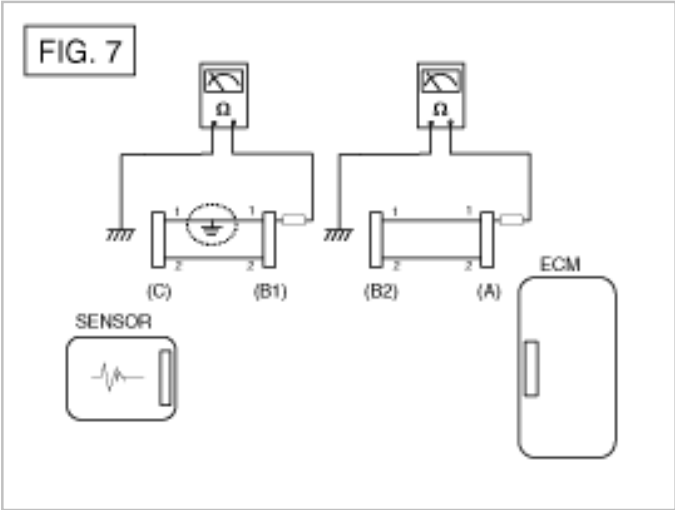 FIG. 7
Ω Ω
1 1 1 1
2 2 2 2
(C) (B1) (B2) (A)
ECM
SENSOR